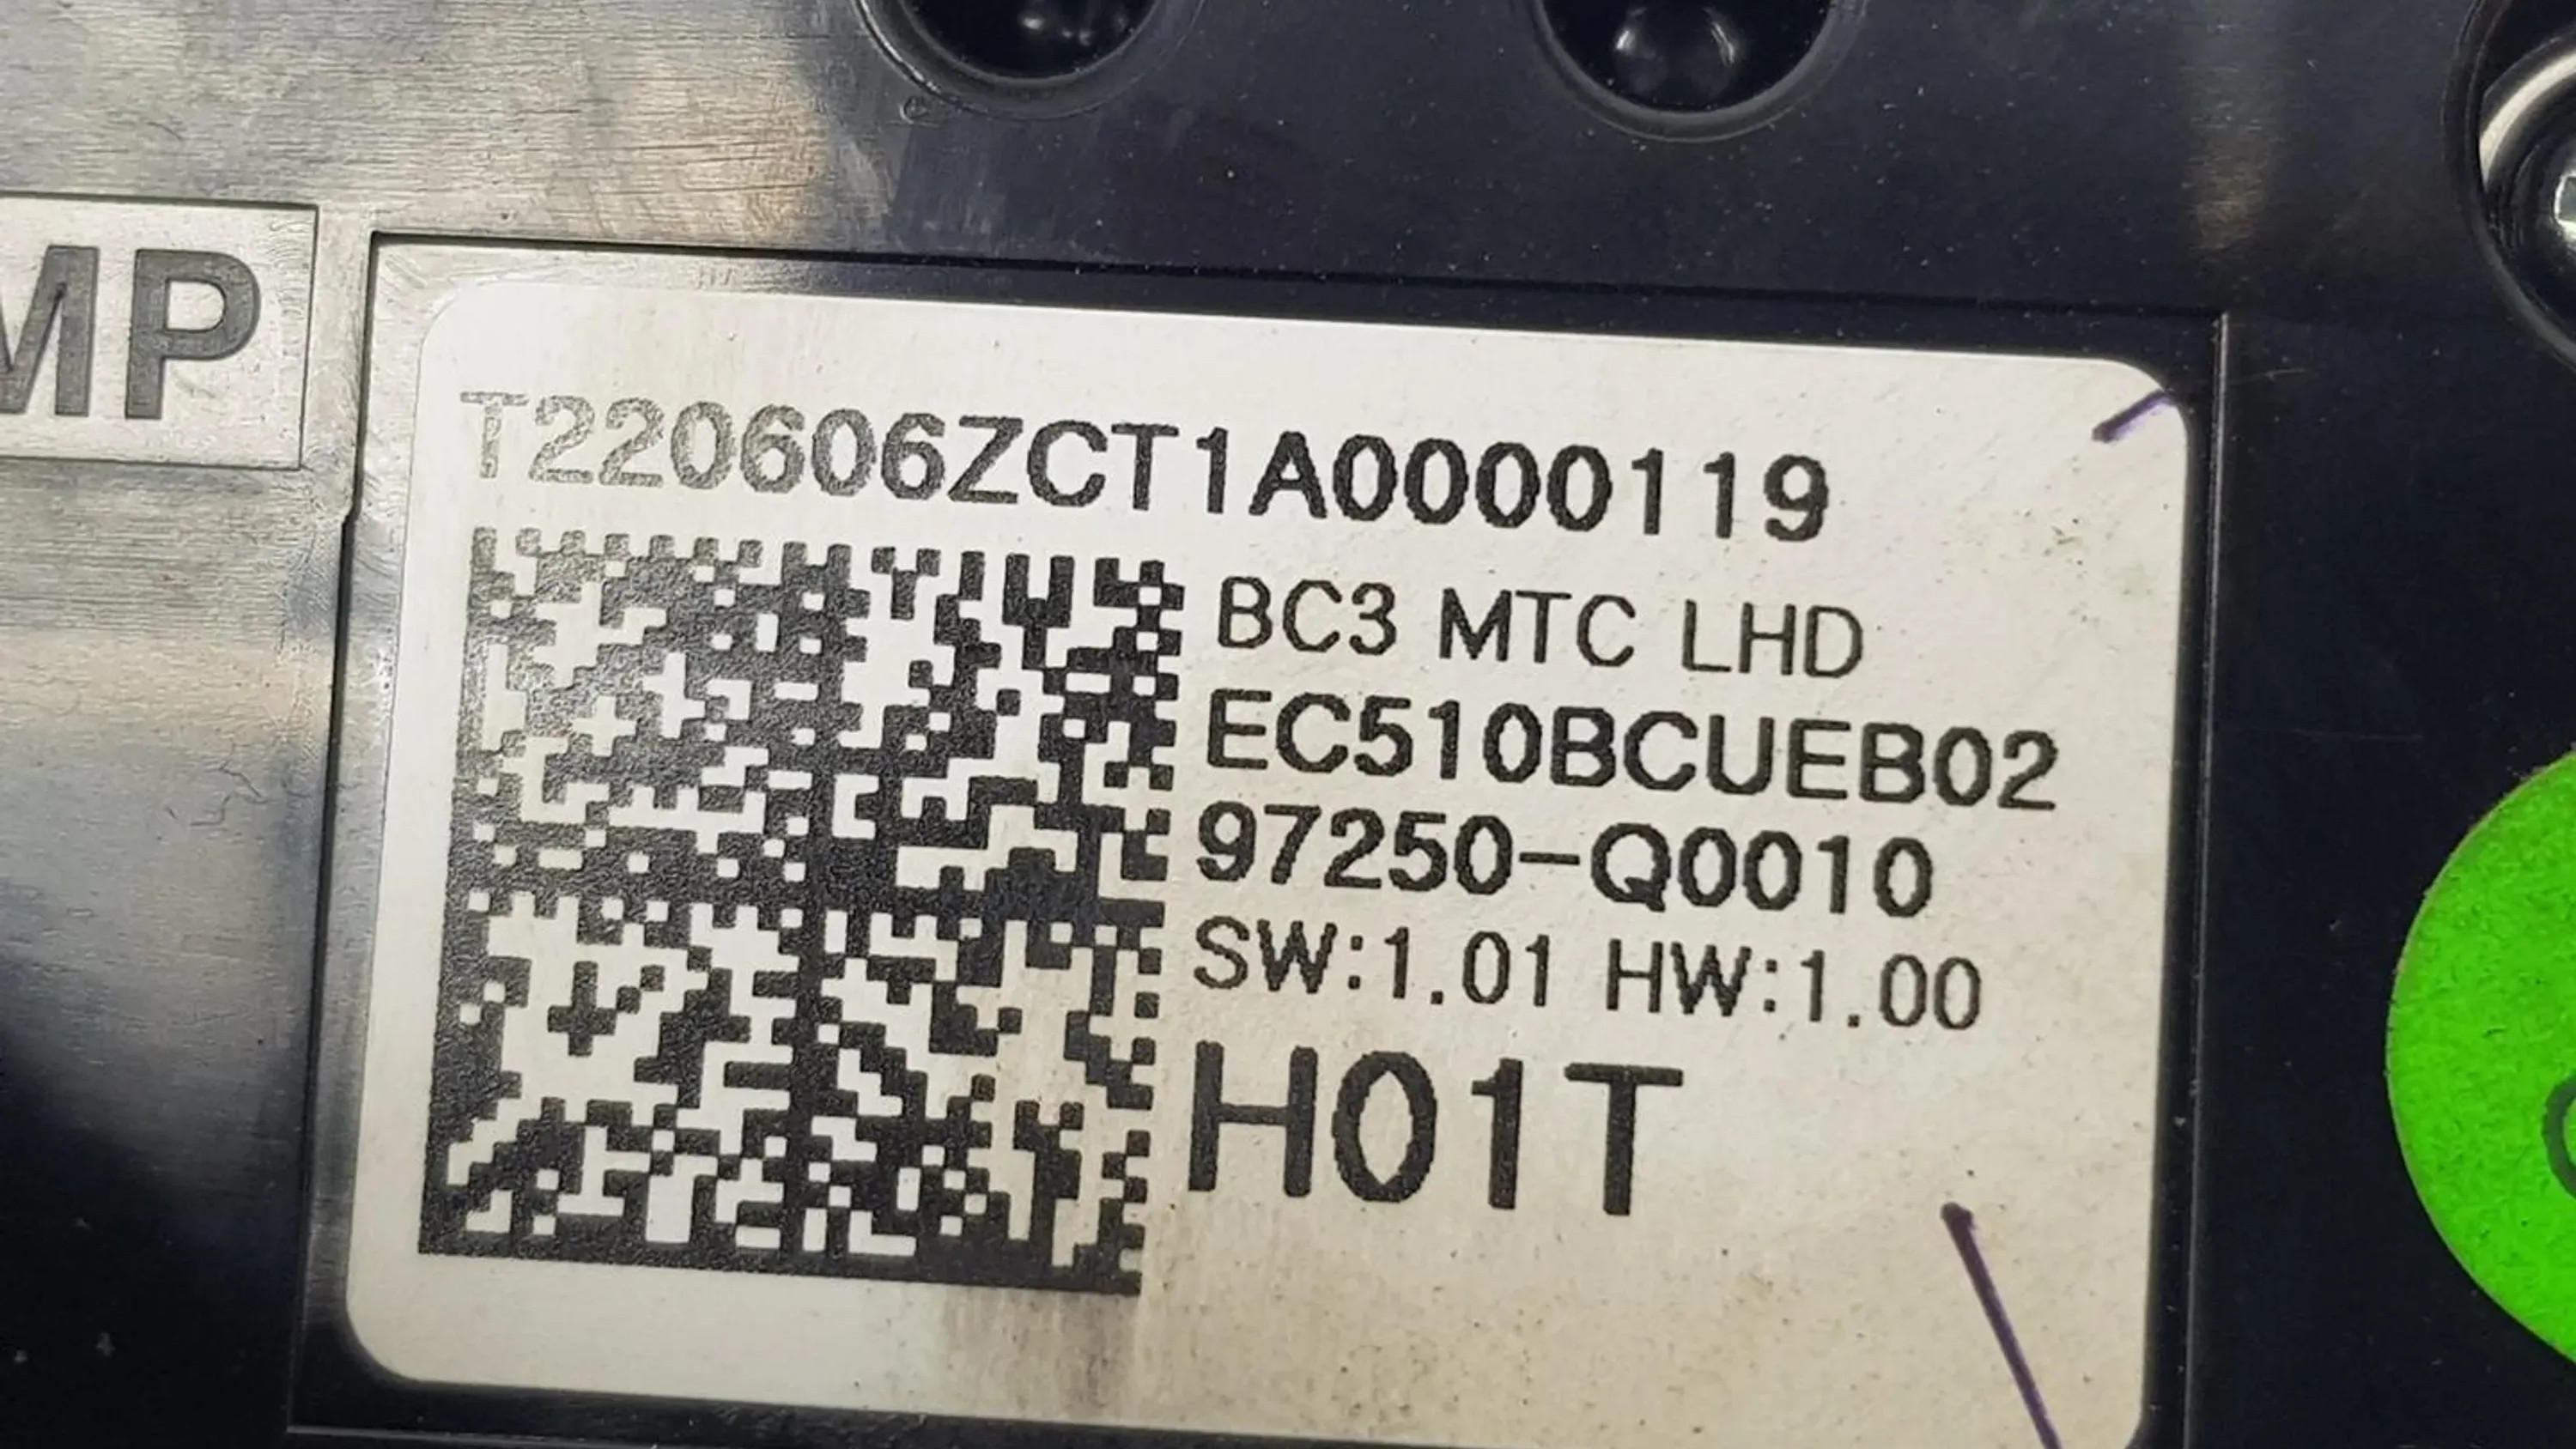 MP
T220606ZCT1A0000119
BC3 MTC LHD
EC510BCUEB02
97250-Q0010
SW:1.01 HW:1.00
H01T